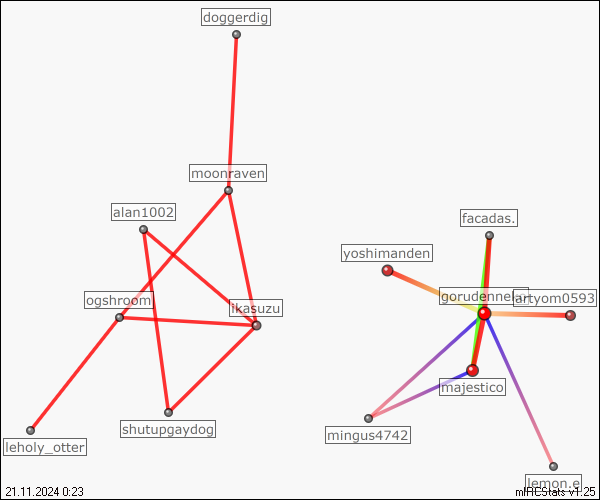 doggerdig
moonraven
alan1002
facadas.
yoshimanden
ogshroom
ikasuzu
artyom0593
majestico
shutupgaydog
mingus4742
leholy_otter
lemon.e
21.11.2024 0:23
mIRCStats v1.25